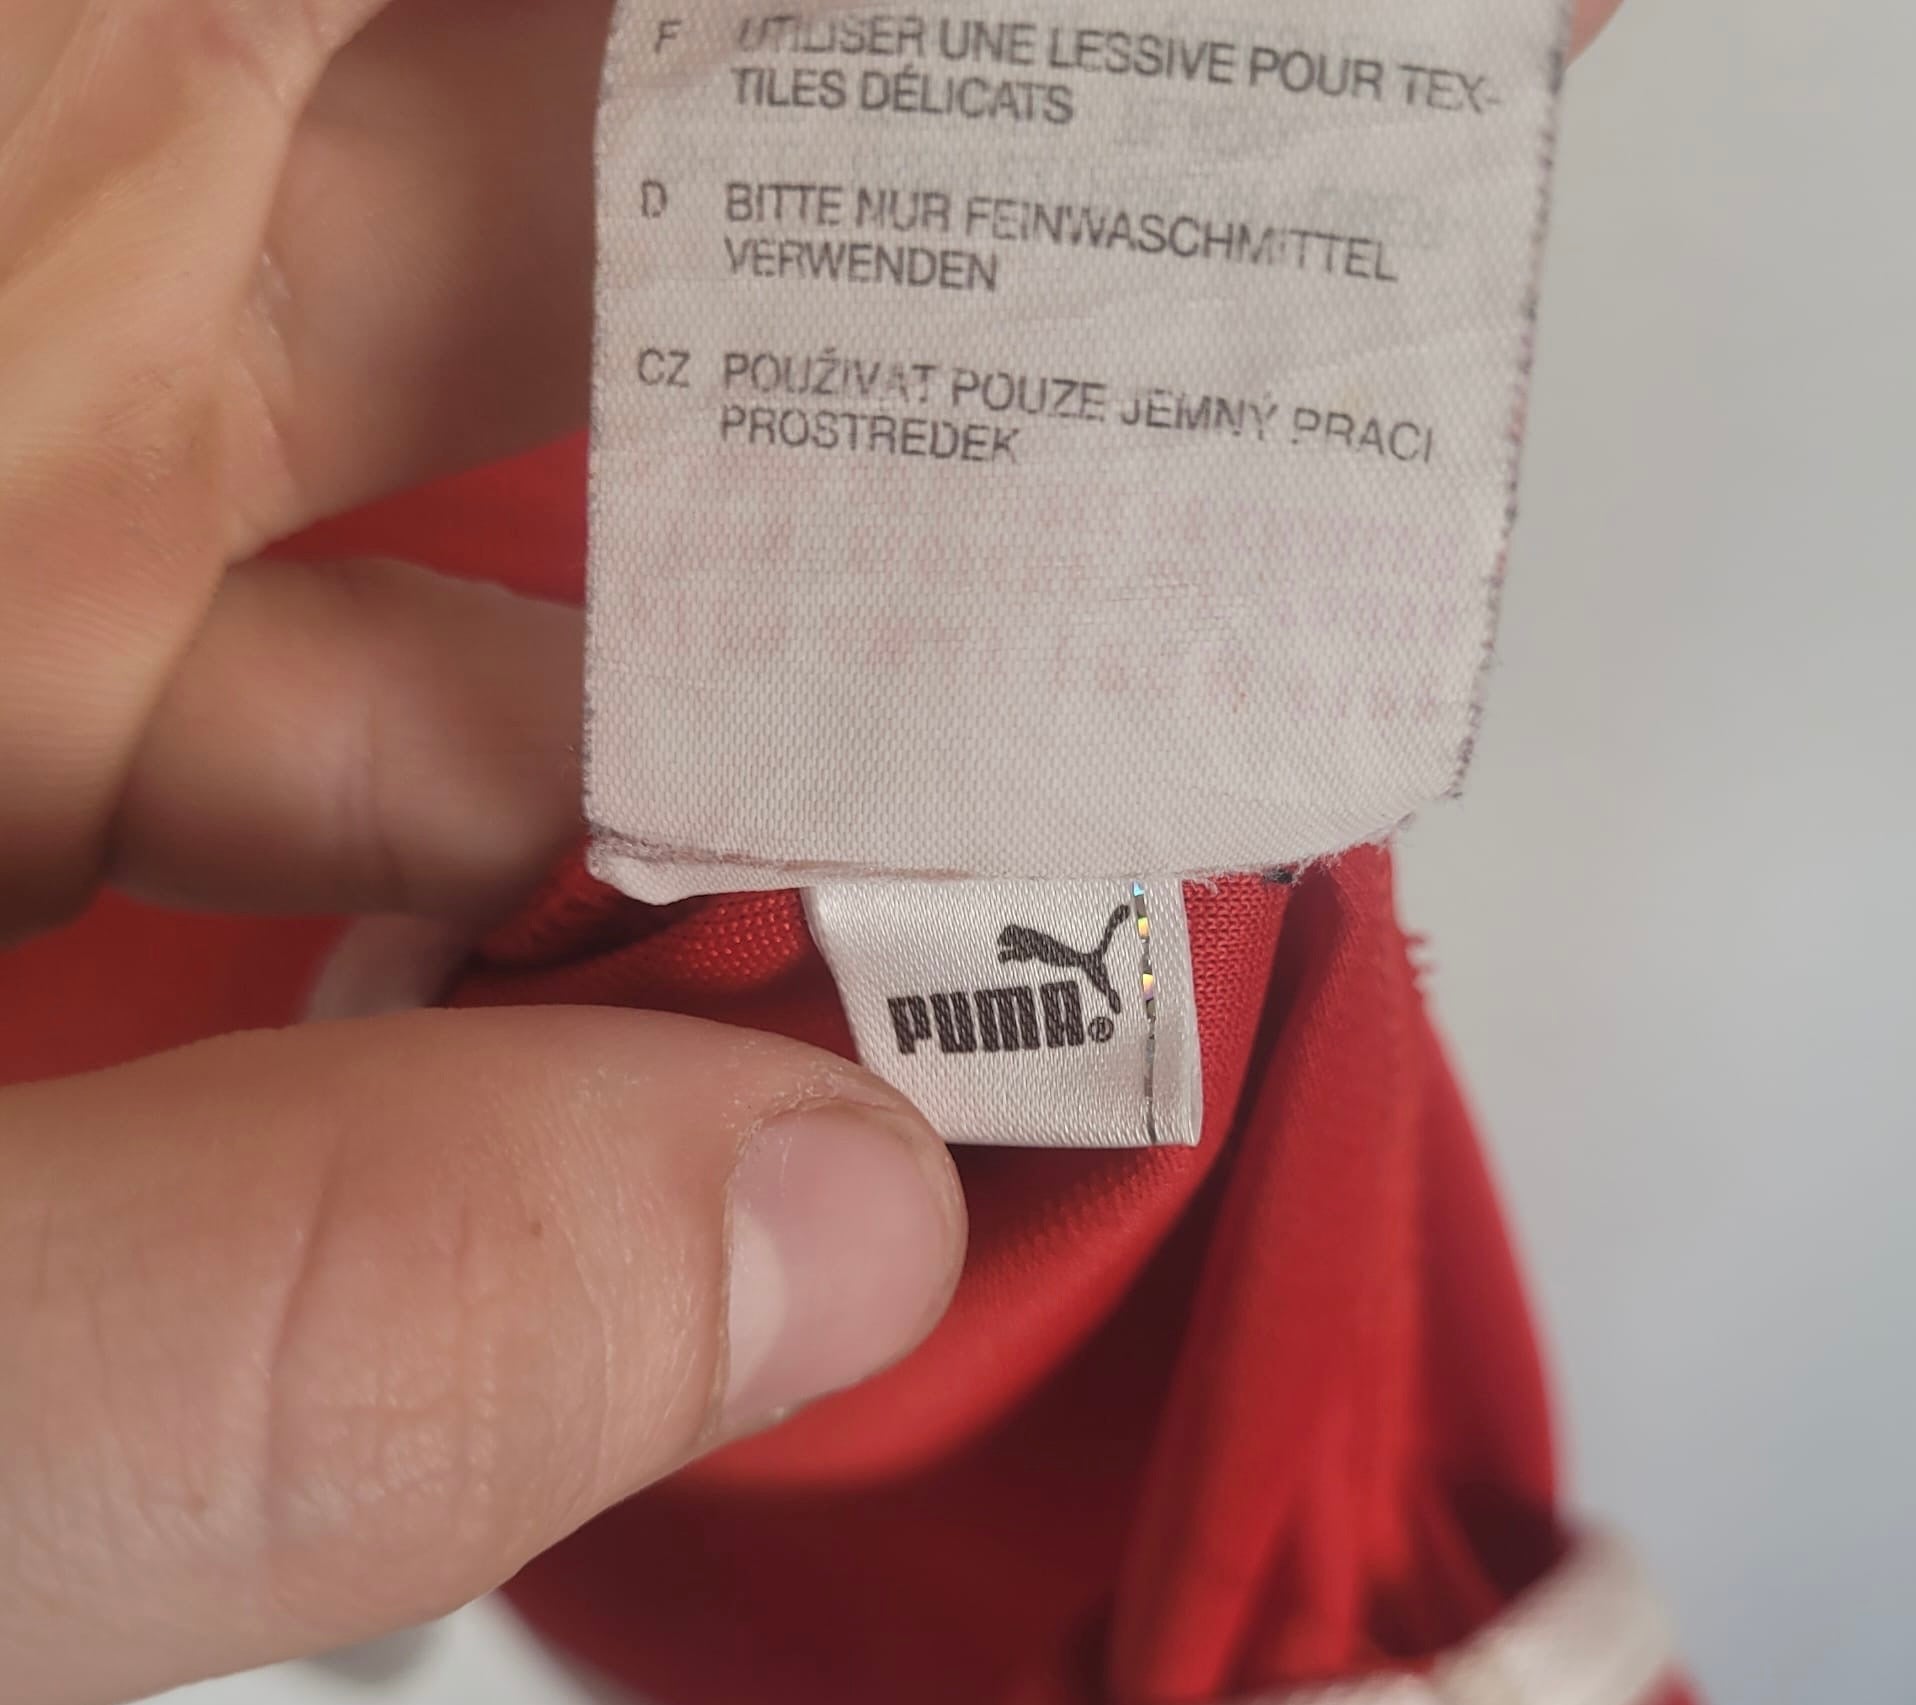 F UTILISER UNE LESSIVE POUR TEX-
TILES DÉLICATS
D BITTE NUR FEINWASCHMITTEL
VERWENDEN
CZ POUŽIVAT POUZE JEMNÝ PRACI
PROSTREDEK
PUMA®